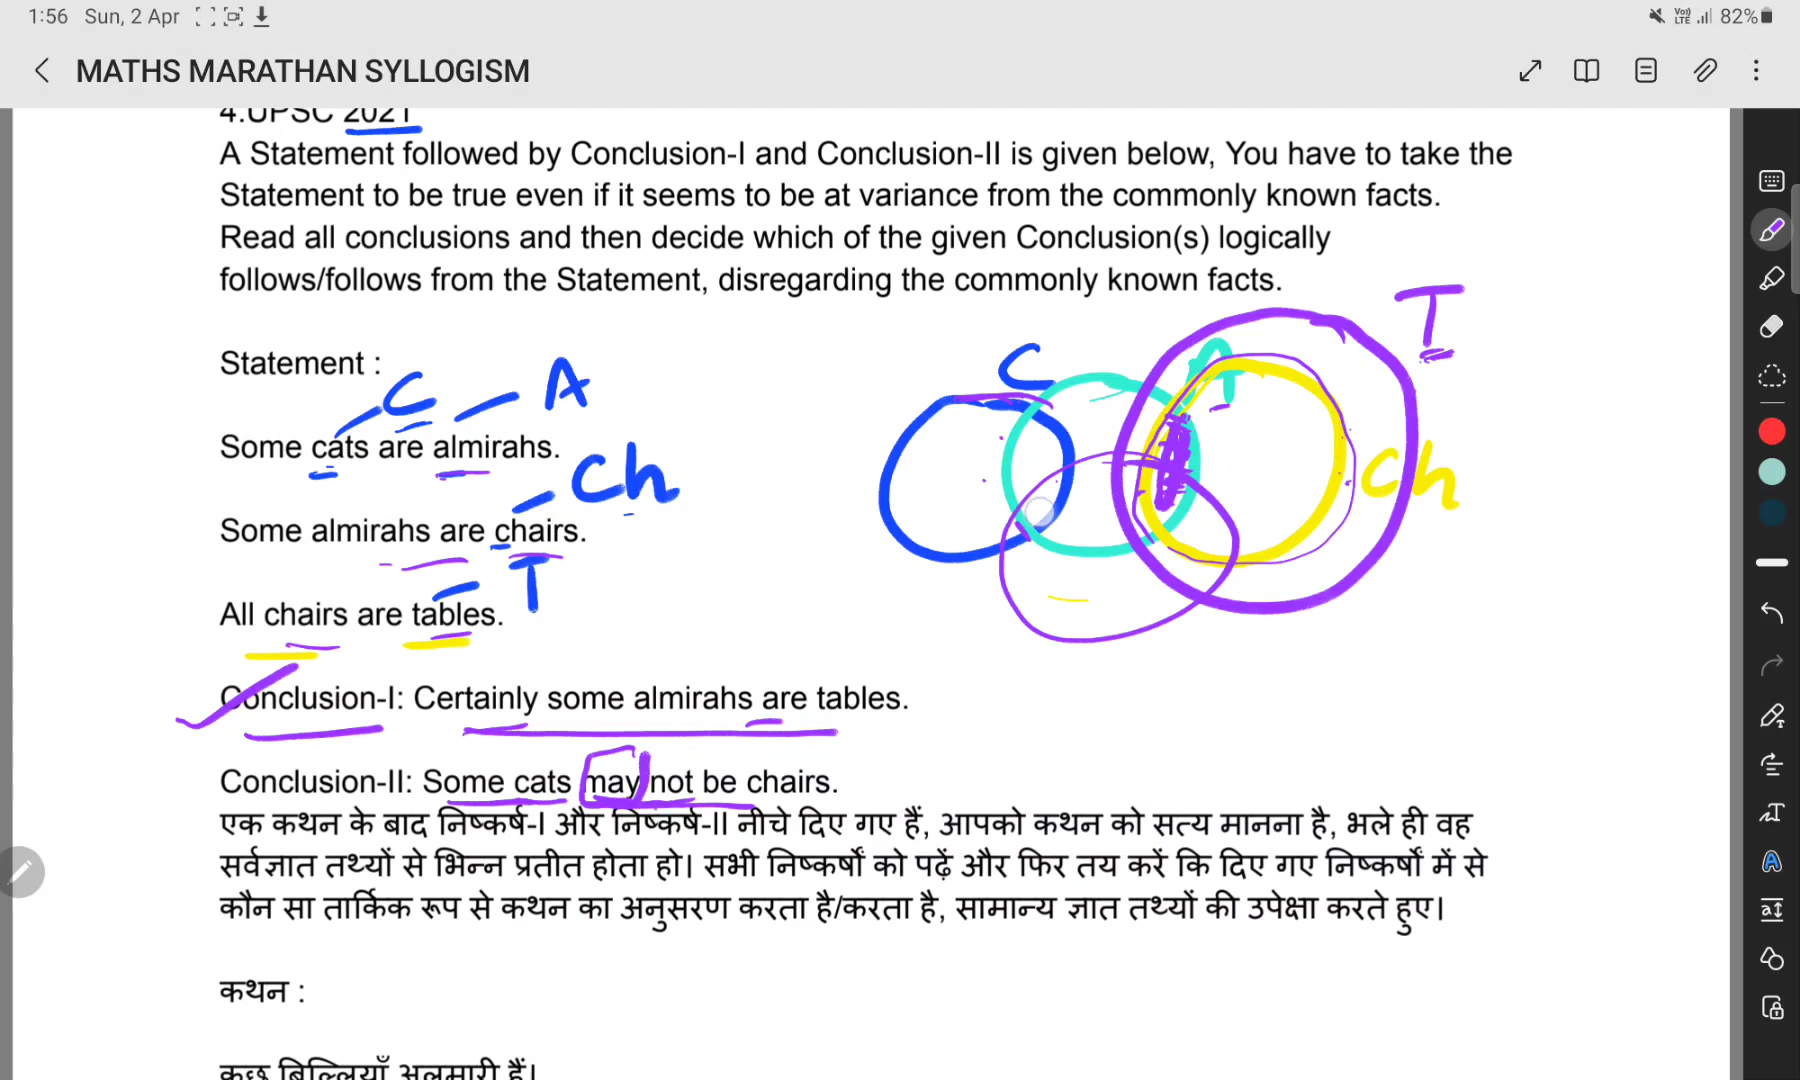 1:56 Sun, 2 Apr
Vo)) LTE 82%
MATHS MARATHAN SYLLOGISM
4.UPSC 2021
A Statement followed by Conclusion-I and Conclusion-II is given below, You have to take the
Statement to be true even if it seems to be at variance from the commonly known facts.
Read all conclusions and then decide which of the given Conclusion(s) logically
follows/follows from the Statement, disregarding the commonly known facts.
T
Statement :
C A
C A
Some cats are almirahs.
Ch
Ch
Some almirahs are chairs.
T
All chairs are tables.
Conclusion-I: Certainly some almirahs are tables.
Conclusion-II: Some cats may not be chairs.
एक कथन के बाद निष्कर्ष-I और निष्कर्ष-II नीचे दिए गए हैं, आपको कथन को सत्य मानना है, भले ही वह
सर्वज्ञात तथ्यों से भिन्न प्रतीत होता हो। सभी निष्कर्षों को पढ़ें और फिर तय करें कि दिए गए निष्कर्षों में से
कौन सा तार्किक रूप से कथन का अनुसरण करता है/करता है, सामान्य ज्ञात तथ्यों की उपेक्षा करते हुए।
कथन :
कुछ बिल्लियाँ अलमारी हैं।